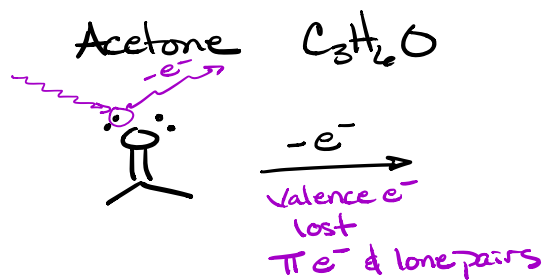 Acetone C3H6O
-e-
O
-e-
Valence e-
lost
π e- & lone pairs